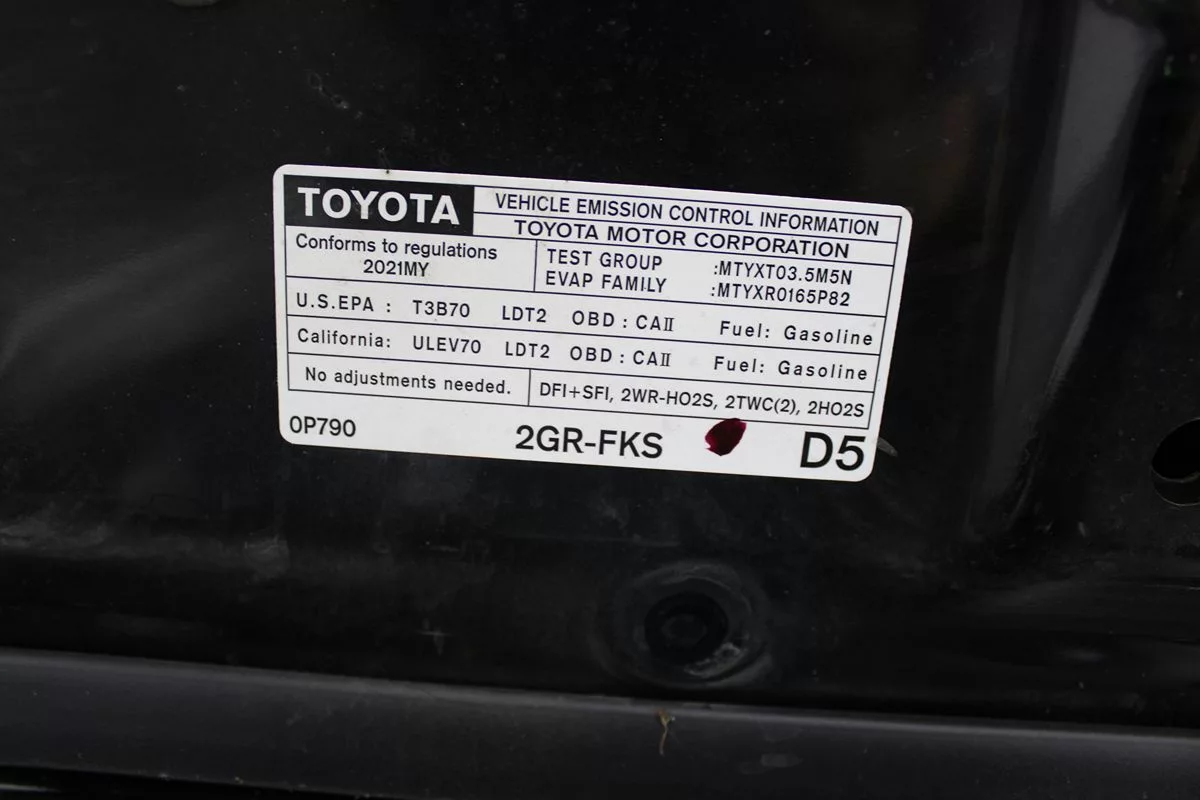 TOYOTA VEHICLE EMISSION CONTROL INFORMATION
TOYOTA MOTOR CORPORATION
Conforms to regulations
2021MY
TEST GROUP :MTYXT03.5M5N
EVAP FAMILY :MTYXR0165P82
U.S.EPA : T3B70 LDT2 OBD : CAⅡ Fuel: Gasoline
California: ULEV70 LDT2 OBD : CAⅡ Fuel: Gasoline
No adjustments needed. DFI+SFI, 2WR-HO2S, 2TWC(2), 2HO2S
0P790 2GR-FKS D5